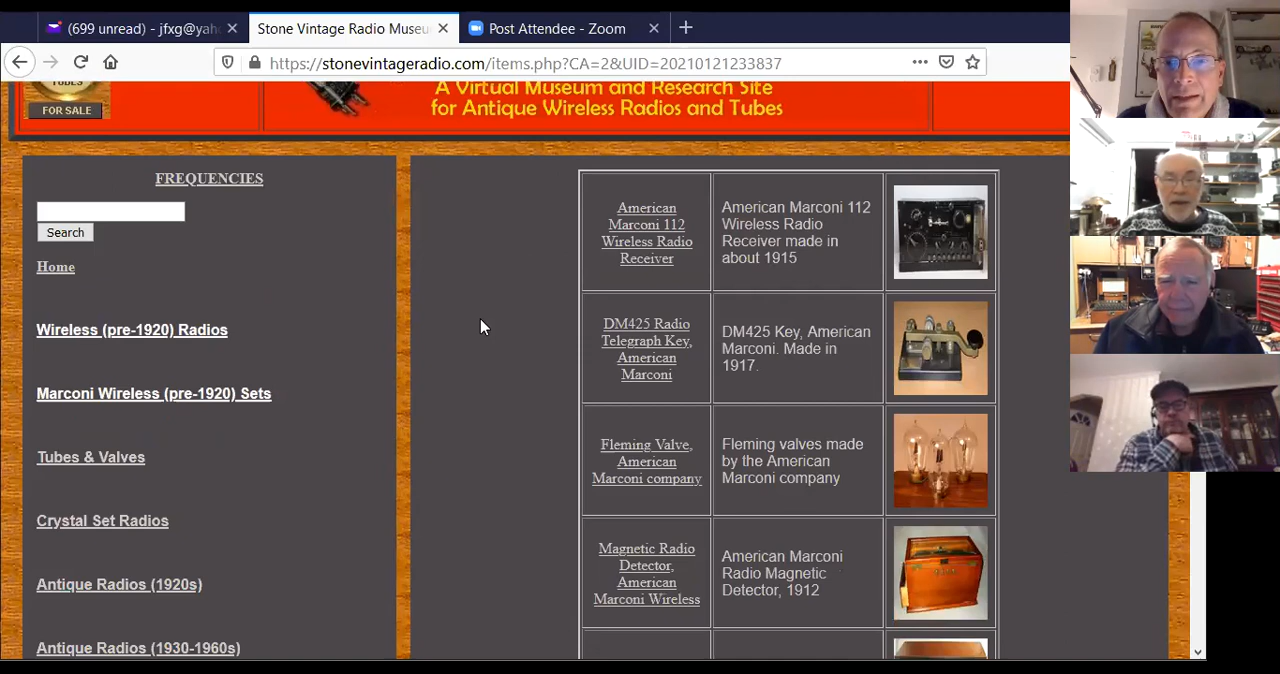 (699 unread) - jfxg@yah
Stone Vintage Radio Museu
Post Attendee - Zoom
https://stonevintageradio.com/items.php?CA=2&UID=20210121233837
TUBES
FOR SALE
A Virtual Museum and Research Site
for Antique Wireless Radios and Tubes
FREQUENCIES
Search
Home
Wireless (pre-1920) Radios
Marconi Wireless (pre-1920) Sets
Tubes & Valves
Crystal Set Radios
Antique Radios (1920s)
Antique Radios (1930-1960s)
American
Marconi 112
Wireless Radio
Receiver
American Marconi 112
Wireless Radio
Receiver made in
about 1915
DM425 Radio
Telegraph Key,
American
Marconi
DM425 Key, American
Marconi. Made in
1917.
Fleming Valve,
American
Marconi company
Fleming valves made
by the American
Marconi company
Magnetic Radio
Detector,
American
Marconi Wireless
American Marconi
Radio Magnetic
Detector, 1912